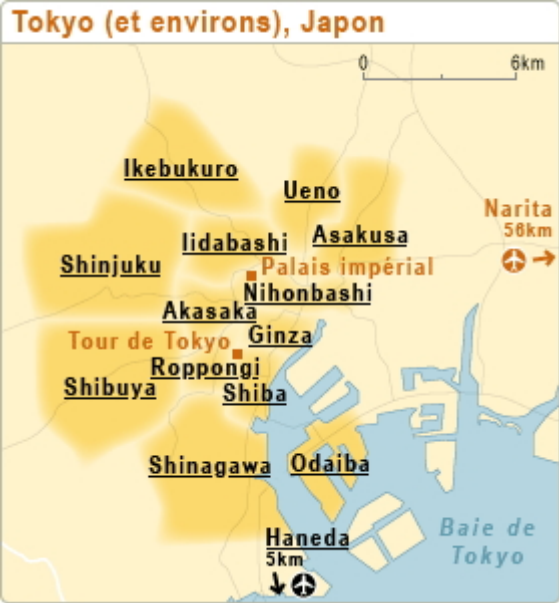 Tokyo (et environs), Japon
0 6km
Ikebukuro
Ueno
Narita
56km
Asakusa
Iidabashi
Shinjuku
Palais impérial
Nihonbashi
Akasaka
Ginza
Tour de Tokyo
Roppongi
Shibuya
Shiba
Shinagawa
Odaiba
Haneda
5km
Baie de
Tokyo